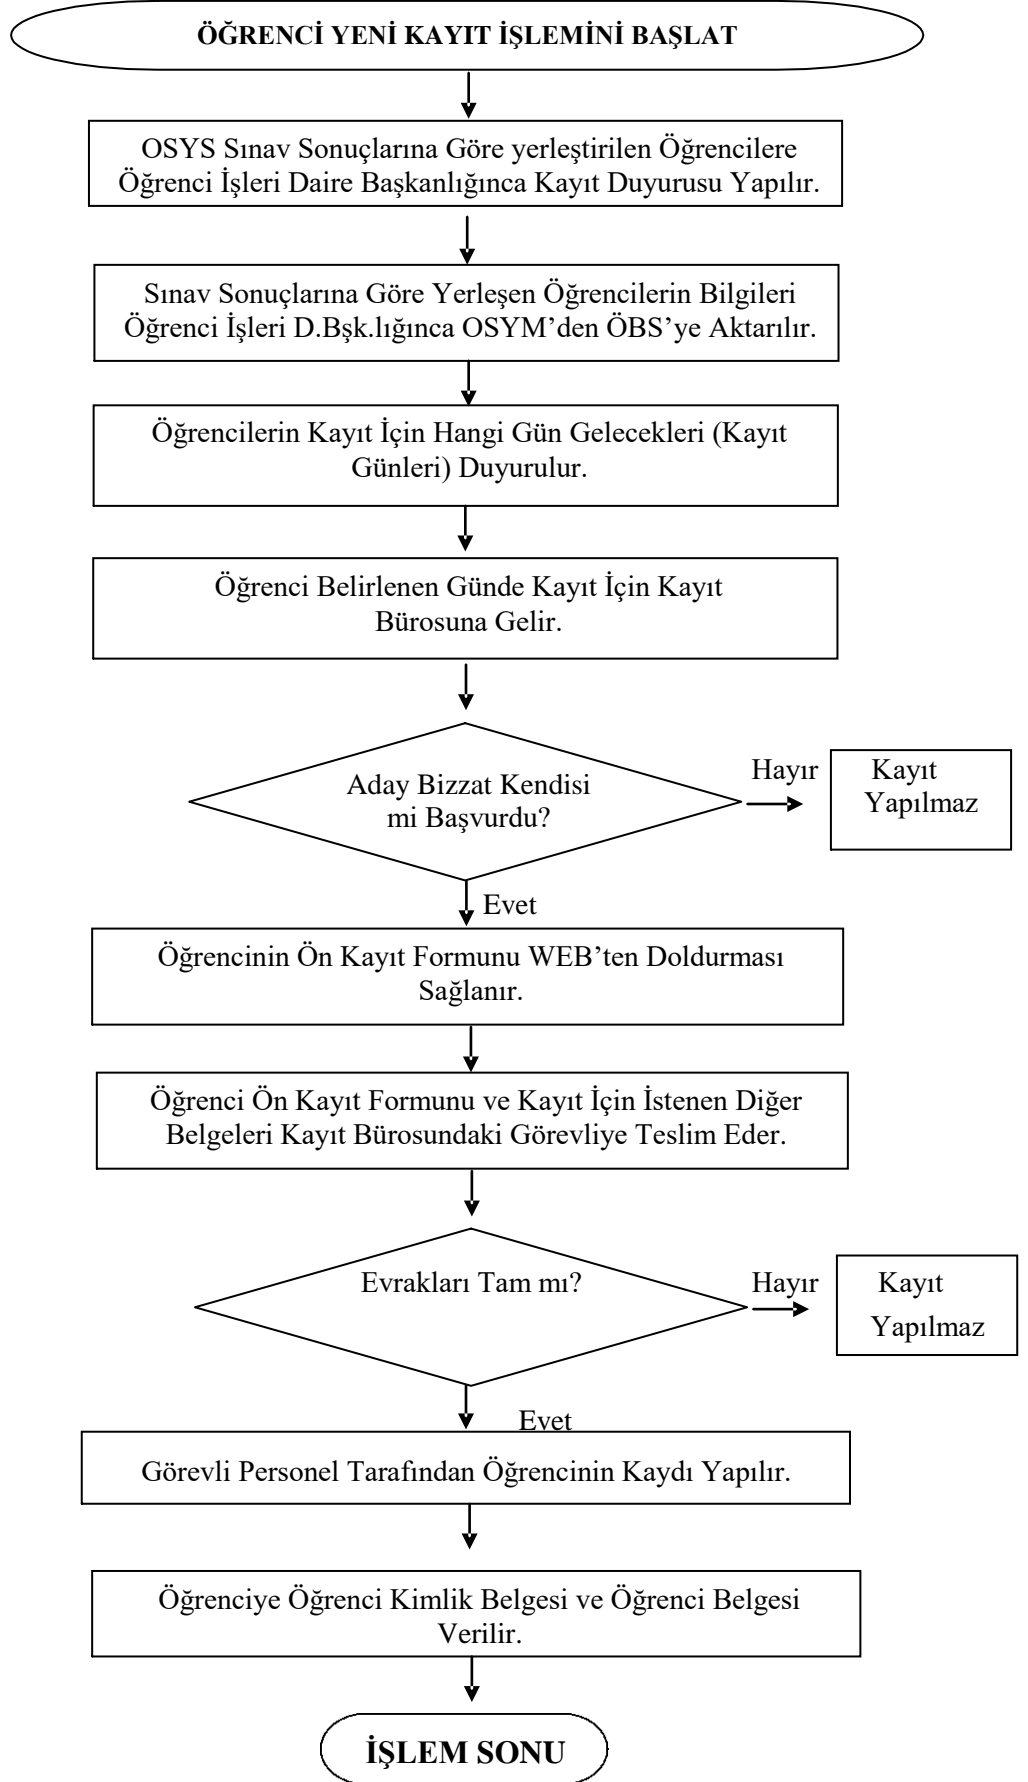 ÖĞRENCİ YENİ KAYIT İŞLEMİNİ BAŞLAT
OSYS Sınav Sonuçlarına Göre yerleştirilen Öğrencilere
Öğrenci İşleri Daire Başkanlığınca Kayıt Duyurusu Yapılır.
Sınav Sonuçlarına Göre Yerleşen Öğrencilerin Bilgileri
Öğrenci İşleri D.Bşk.lığınca OSYM’den ÖBS’ye Aktarılır.
Öğrencilerin Kayıt İçin Hangi Gün Gelecekleri (Kayıt
Günleri) Duyurulur.
Öğrenci Belirlenen Günde Kayıt İçin Kayıt
Bürosuna Gelir.
Aday Bizzat Kendisi
mi Başvurdu?
Hayır
Kayıt
Yapılmaz
Evet
Öğrencinin Ön Kayıt Formunu WEB’ten Doldurması
Sağlanır.
Öğrenci Ön Kayıt Formunu ve Kayıt İçin İstenen Diğer
Belgeleri Kayıt Bürosundaki Görevliye Teslim Eder.
Evrakları Tam mı?
Hayır
Kayıt
Yapılmaz
Evet
Görevli Personel Tarafından Öğrencinin Kaydı Yapılır.
Öğrenciye Öğrenci Kimlik Belgesi ve Öğrenci Belgesi
Verilir.
İŞLEM SONU